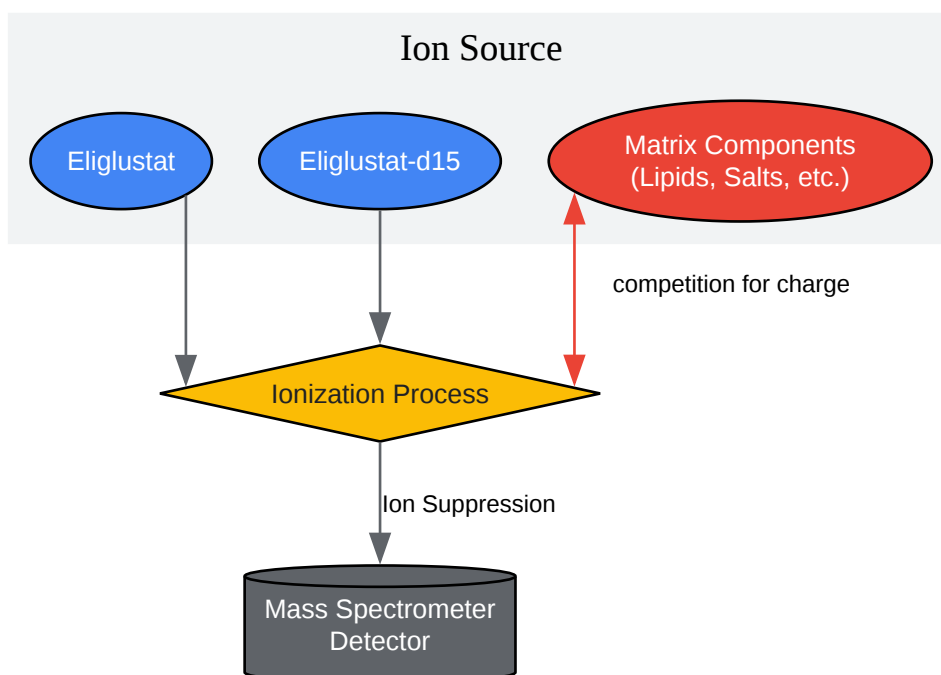 Ion Source
Eliglustat
Eliglustat-d15
Matrix Components
(Lipids, Salts, etc.)
competition for charge
Ionization Process
Ion Suppression
Mass Spectrometer
Detector